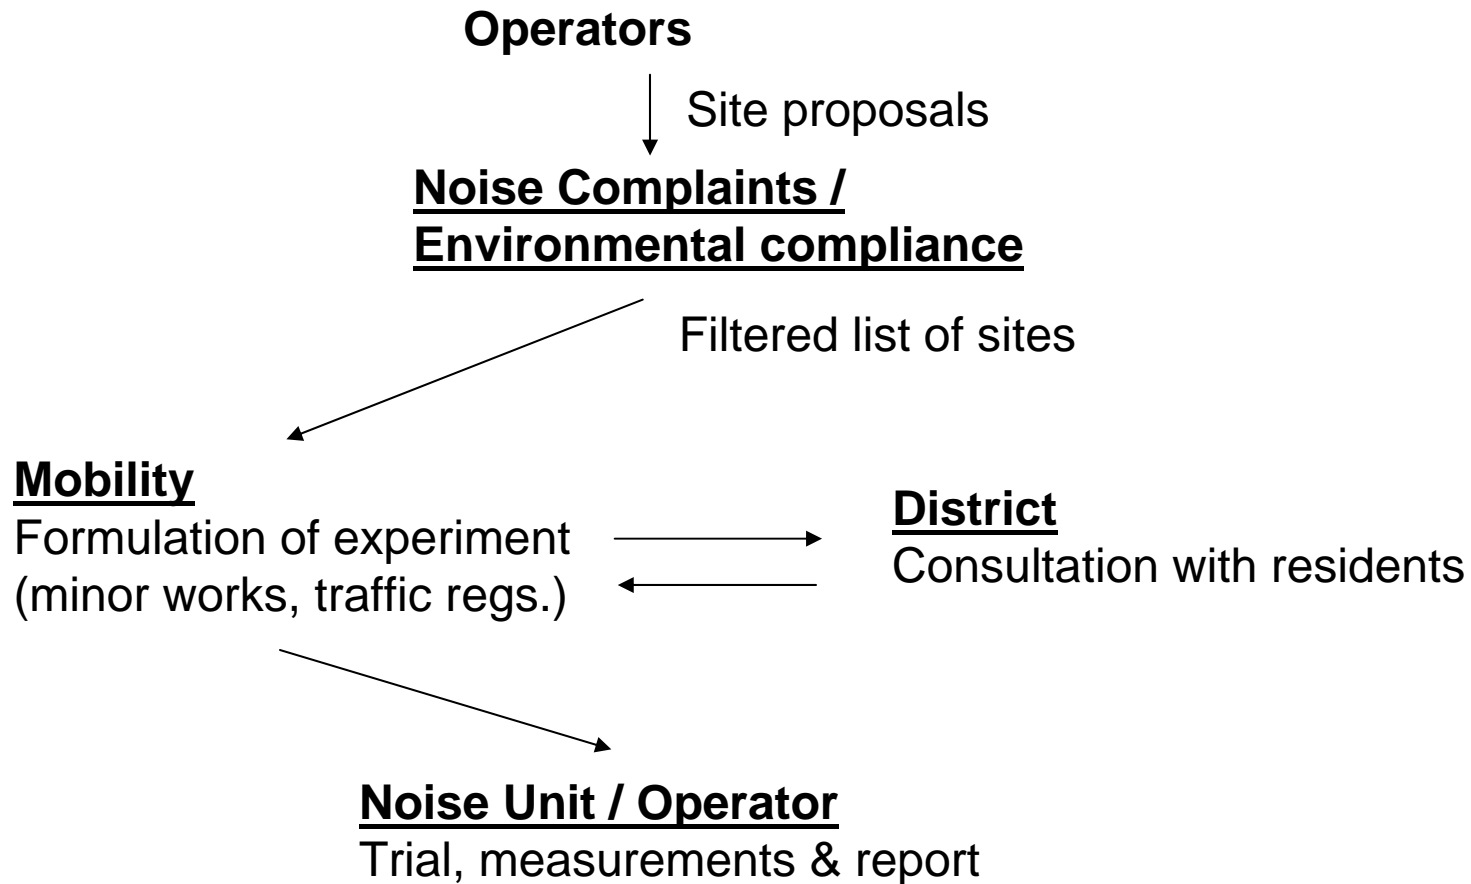 Operators
Site proposals
Noise Complaints /
Environmental compliance
Filtered list of sites
Mobility
Formulation of experiment
(minor works, traffic regs.)
District
Consultation with residents
Noise Unit / Operator
Trial, measurements & report